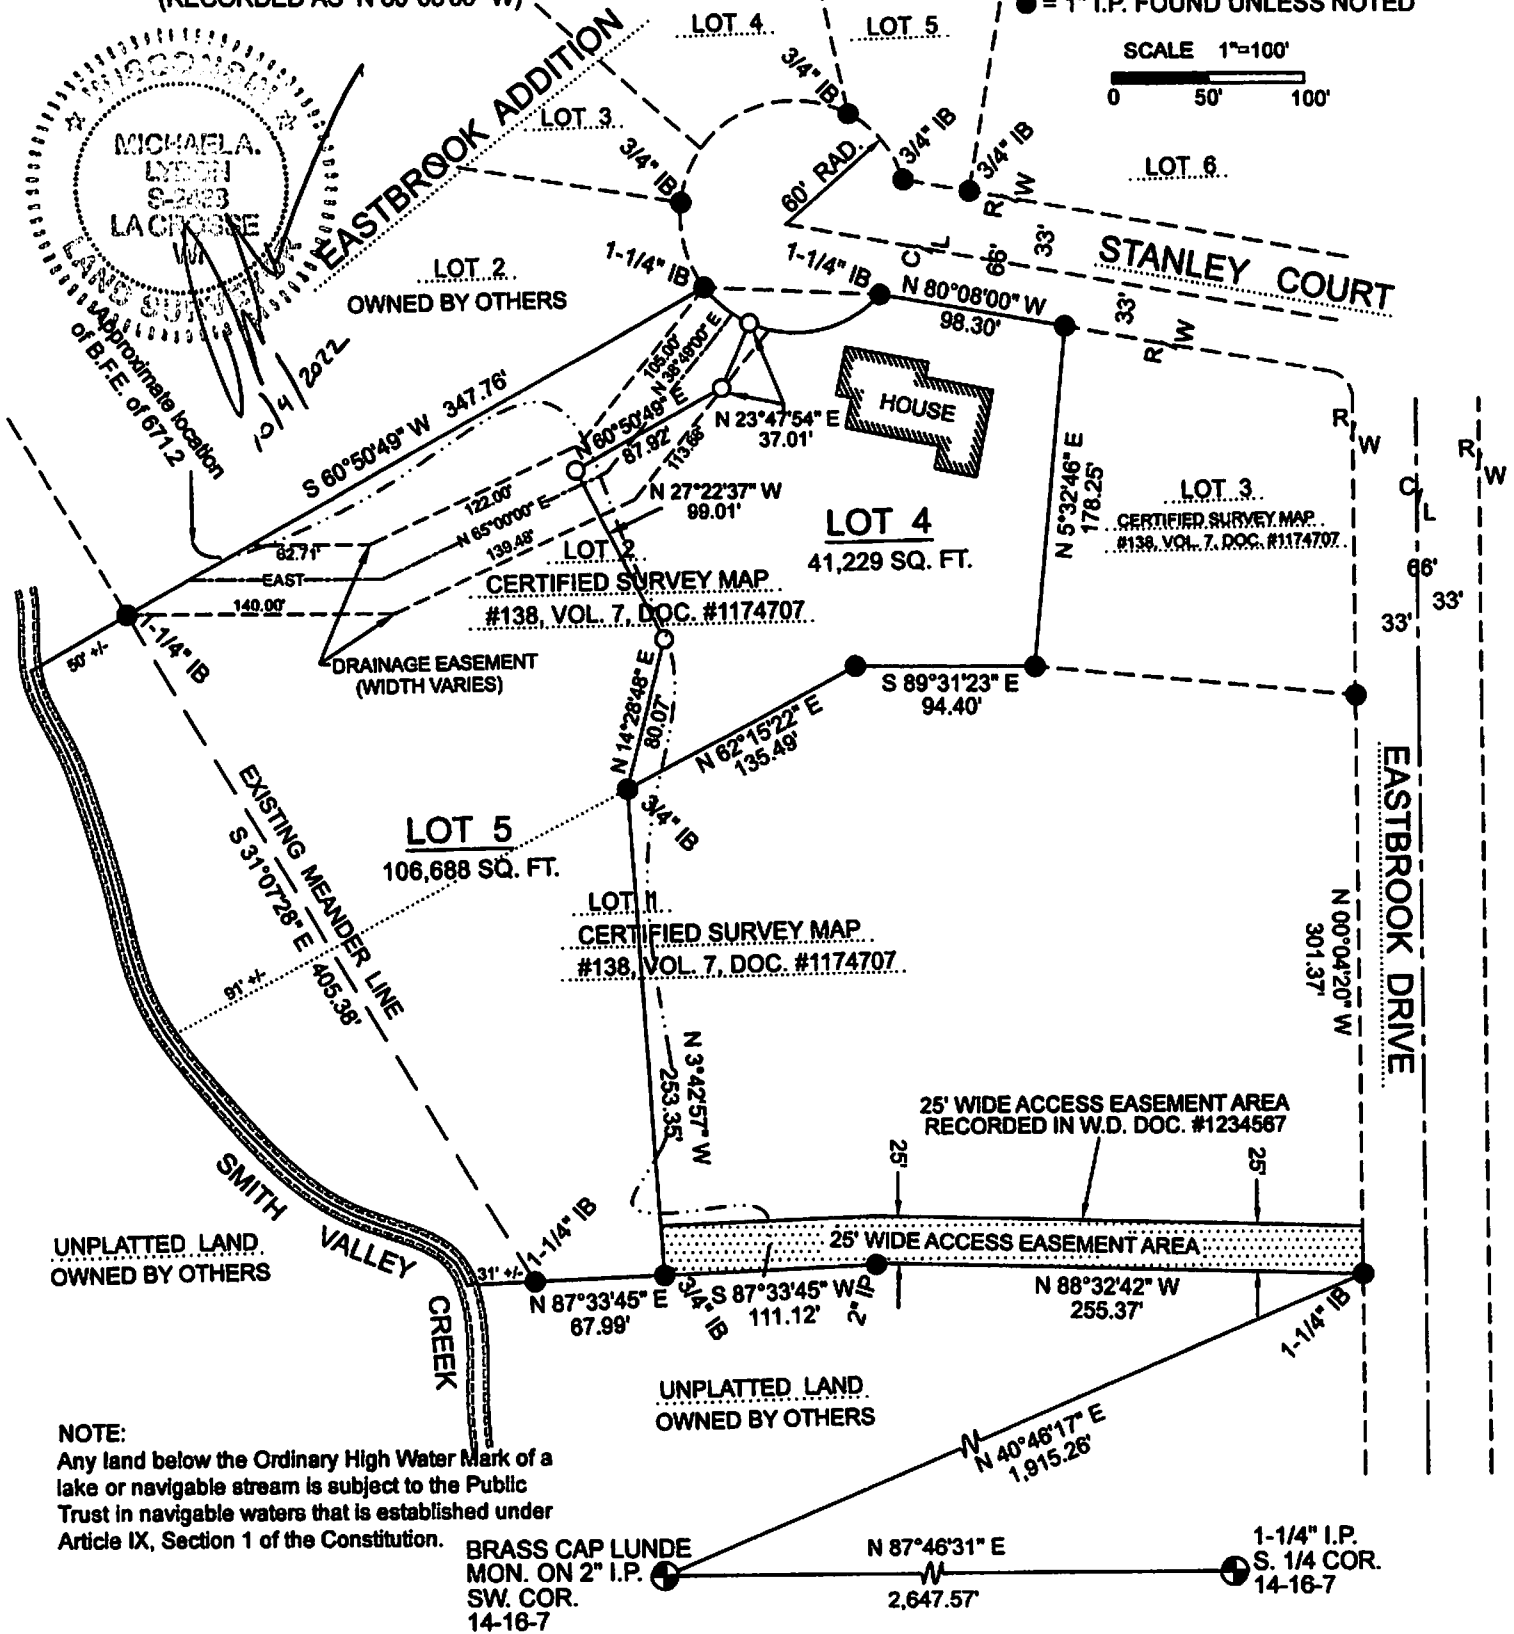 (RECORDED AS N 80°08'00" W)
● = 1" I.P. FOUND UNLESS NOTED
SCALE 1"=100'
0 50' 100'
WISCONSIN
MICHAEL A.
S-2423
LA CROSSE
WI
LAND SURVEYOR
10/4/2022
EASTBROOK ADDITION
LOT 4
LOT 5
LOT 3
LOT 6
3/4" IB
3/4" IB
3/4" IB
3/4" IB
60' RAD.
R/W
C/L
66'
33'
33'
R/W
STANLEY COURT
LOT 2
OWNED BY OTHERS
1-1/4" IB
1-1/4" IB
N 80°08'00" W
98.30'
Approximate location
of B.F.E. of 671.2
S 60°50'49" W 347.76'
105.00'
N 38°49'00" E
N 60°50'49" E
87.92'
113.68'
N 23°47'54" E
37.01'
HOUSE
N 5°32'46" E
178.25'
N 27°22'37" W
99.01'
122.00'
N 65°00'00" E
139.48'
62.71'
EAST
140.00'
LOT 4
41,229 SQ. FT.
LOT 3
CERTIFIED SURVEY MAP
#138, VOL. 7, DOC. #1174707
R/W
C/L
R/W
66'
33'
33'
LOT 2
CERTIFIED SURVEY MAP
#138, VOL. 7, DOC. #1174707
50' +/-
1-1/4" IB
DRAINAGE EASEMENT
(WIDTH VARIES)
N 14°28'48" E
80.07'
S 89°31'23" E
94.40'
N 62°15'22" E
135.49'
3/4" IB
EXISTING MEANDER LINE
S 31°07'28" E 405.38'
LOT 5
106,688 SQ. FT.
91' +/-
LOT 1
CERTIFIED SURVEY MAP
#138, VOL. 7, DOC. #1174707
N 3°42'57" W
253.35'
EASTBROOK DRIVE
N 00°04'20" W
301.37'
25' WIDE ACCESS EASEMENT AREA
RECORDED IN W.D. DOC. #1234567
25'
25'
25' WIDE ACCESS EASEMENT AREA
SMITH VALLEY CREEK
UNPLATTED LAND
OWNED BY OTHERS
31' +/-
1-1/4" IB
N 87°33'45" E
67.99'
3/4" IB
S 87°33'45" W
111.12'
2" IP
N 88°32'42" W
255.37'
1-1/4" IB
UNPLATTED LAND
OWNED BY OTHERS
N 40°46'17" E
1,915.26'
NOTE:
Any land below the Ordinary High Water Mark of a
lake or navigable stream is subject to the Public
Trust in navigable waters that is established under
Article IX, Section 1 of the Constitution.
BRASS CAP LUNDE
MON. ON 2" I.P.
SW. COR.
14-16-7
N 87°46'31" E
2,647.57'
1-1/4" I.P.
S. 1/4 COR.
14-16-7